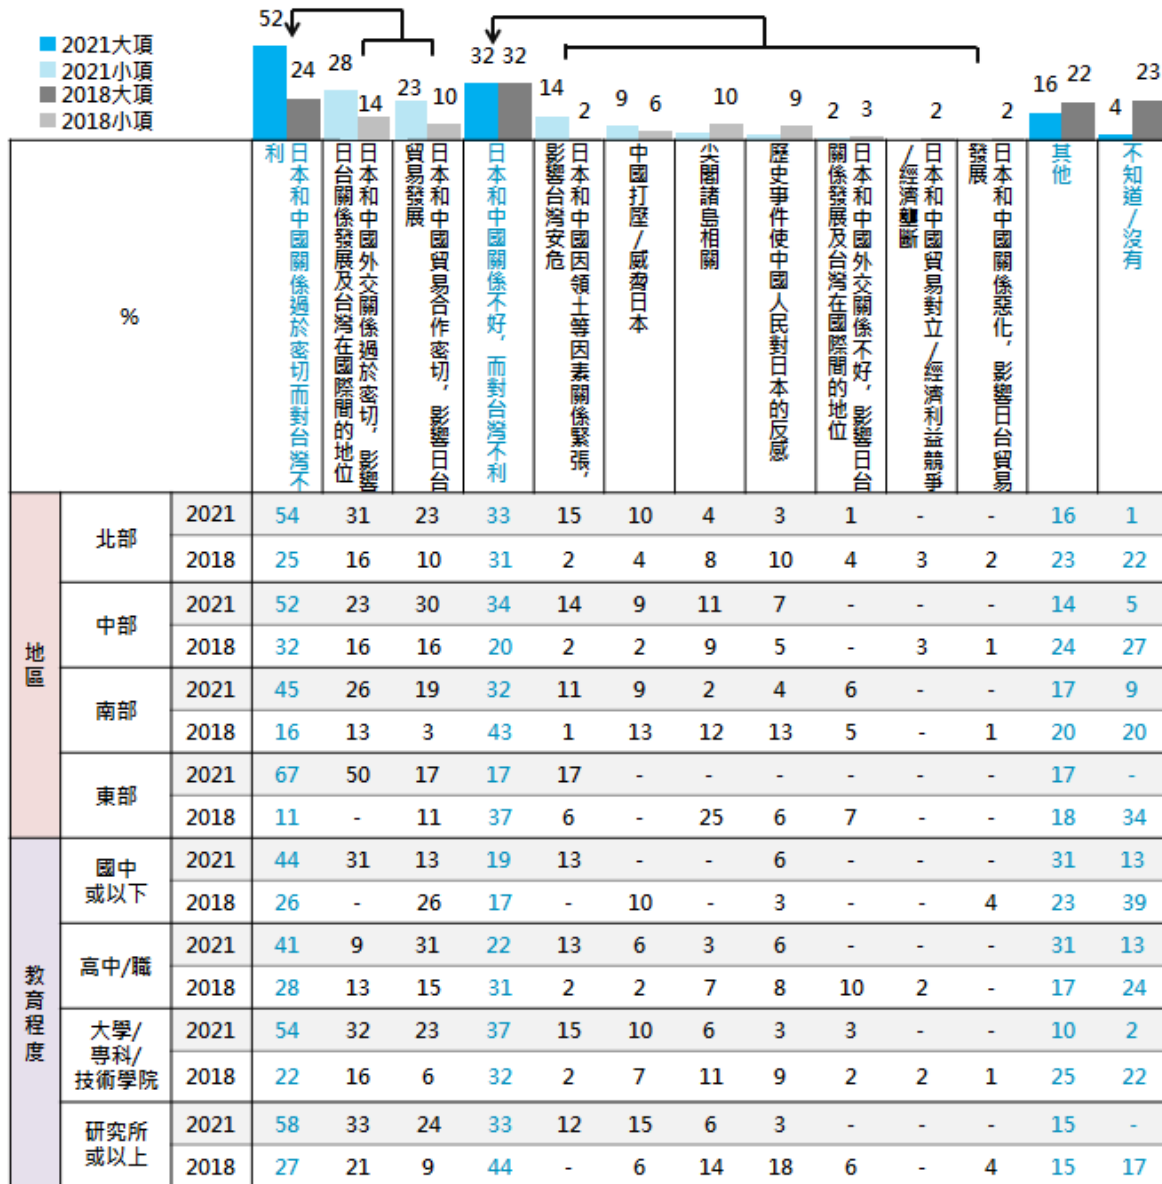 2021大項
2021小項
2018大項
2018小項
52 24 28 14 23 10 32 32 14 2 9 6 10 9 2 3 2 2 16 22 4 23
%
日本和中國關係過於密切而對台灣不利
日本和中國外交關係過於密切, 影響日台關係發展及台灣在國際間的地位
日本和中國貿易合作密切, 影響日台貿易發展
日本和中國關係不好, 而對台灣不利
日本和中國因領土等因素關係緊張, 影響台灣安危
中國打壓/威脅日本
尖閣諸島相關
歷史事件使中國人民對日本的反感
日本和中國外交關係不好, 影響日台關係發展及台灣在國際間的地位
日本和中國貿易對立/經濟利益競爭/經濟壟斷
日本和中國關係惡化, 影響日台貿易發展
其他
不知道/沒有
地區
北部
2021 54 31 23 33 15 10 4 3 1 - - 16 1
2018 25 16 10 31 2 4 8 10 4 3 2 23 22
中部
2021 52 23 30 34 14 9 11 7 - - - 14 5
2018 32 16 16 20 2 2 9 5 - 3 1 24 27
南部
2021 45 26 19 32 11 9 2 4 6 - - 17 9
2018 16 13 3 43 1 13 12 13 5 - 1 20 20
東部
2021 67 50 17 17 17 - - - - - - 17 -
2018 11 - 11 37 6 - 25 6 7 - - 18 34
教育程度
國中
或以下
2021 44 31 13 19 13 - - 6 - - - 31 13
2018 26 - 26 17 - 10 - 3 - - 4 23 39
高中/職
2021 41 9 31 22 13 6 3 6 - - - 31 13
2018 28 13 15 31 2 2 7 8 10 2 - 17 24
大學/
專科/
技術學院
2021 54 32 23 37 15 10 6 3 3 - - 10 2
2018 22 16 6 32 2 7 11 9 2 2 1 25 22
研究所
或以上
2021 58 33 24 33 12 15 6 3 - - - 15 -
2018 27 21 9 44 - 6 14 18 6 - 4 15 17